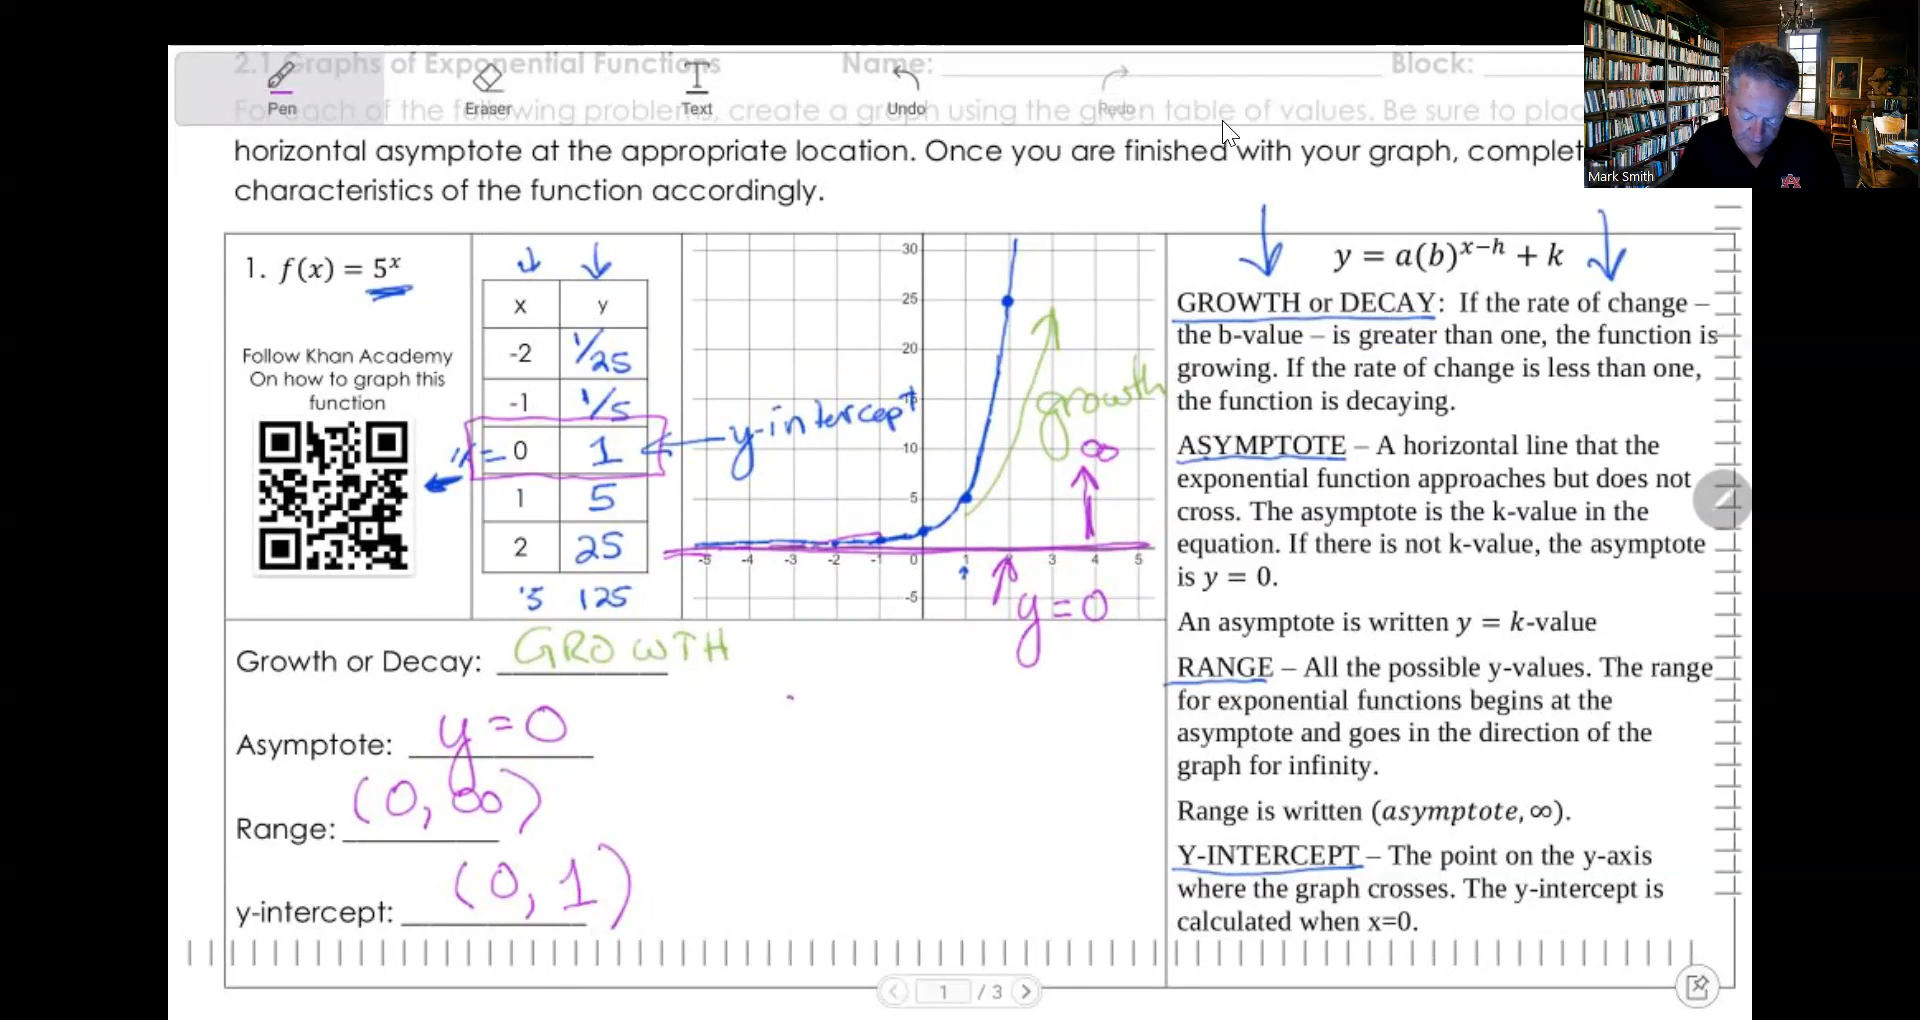 2.1 Graphs of Exponential Functions Name: Block:
Pen Eraser Text Undo Redo
For each of the following problems, create a graph using the given table of values. Be sure to
horizontal asymptote at the appropriate location. Once you are finished with your graph,
characteristics of the function accordingly.
Mark Smith
1. f(x) = 5ˣ
Follow Khan Academy
On how to graph this
function
x y
-2 1/25
-1 1/5
0 1
1 5
2 25
3 125
y-intercept
30
25
20
15
10
5
-5 -4 -3 -2 -1 0 1 2 3 4 5
-5
growth
∞
y=0
Growth or Decay: GROWTH
Asymptote: y=0
Range: (0, ∞)
y-intercept: (0, 1)
y = a(b)ˣ⁻ʰ + k
GROWTH or DECAY: If the rate of change –
the b-value – is greater than one, the function is
growing. If the rate of change is less than one,
the function is decaying.
ASYMPTOTE – A horizontal line that the
exponential function approaches but does not
cross. The asymptote is the k-value in the
equation. If there is not k-value, the asymptote
is y = 0.
An asymptote is written y = k-value
RANGE – All the possible y-values. The range
for exponential functions begins at the
asymptote and goes in the direction of the
graph for infinity.
Range is written (asymptote, ∞).
Y-INTERCEPT – The point on the y-axis
where the graph crosses. The y-intercept is
calculated when x=0.
1 / 3